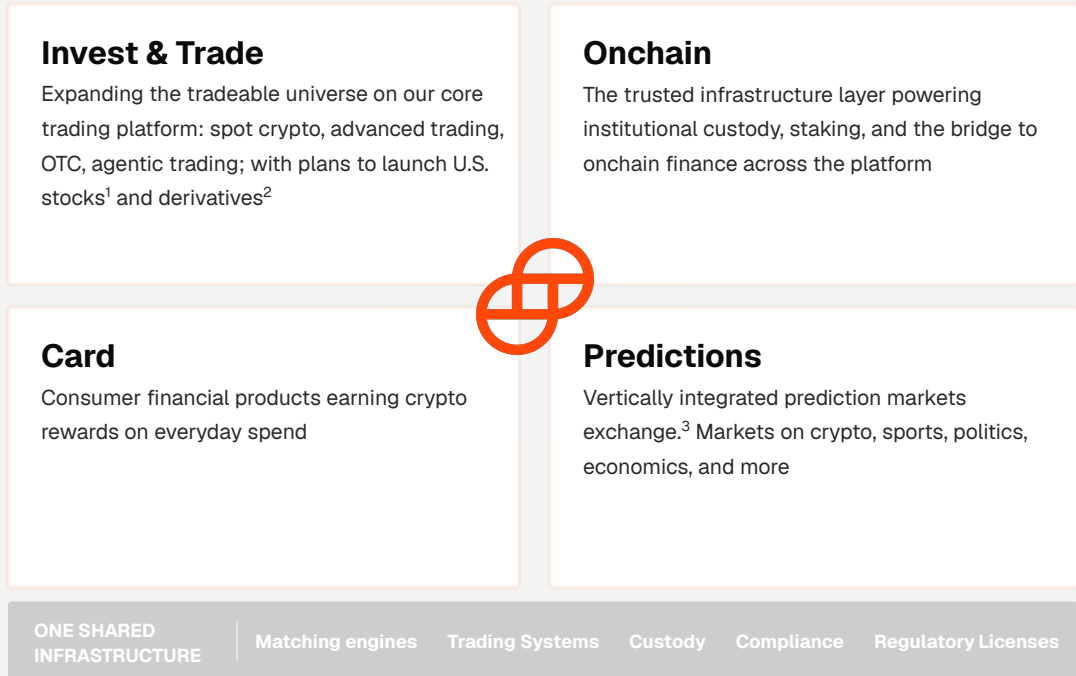 Invest & Trade
Expanding the tradeable universe on our core
trading platform: spot crypto, advanced trading,
OTC, agentic trading; with plans to launch U.S.
stocks¹ and derivatives²
Onchain
The trusted infrastructure layer powering
institutional custody, staking, and the bridge to
onchain finance across the platform
Card
Consumer financial products earning crypto
rewards on everyday spend
Predictions
Vertically integrated prediction markets
exchange.³ Markets on crypto, sports, politics,
economics, and more
ONE SHARED
INFRASTRUCTURE
Matching engines Trading Systems Custody Compliance Regulatory Licenses